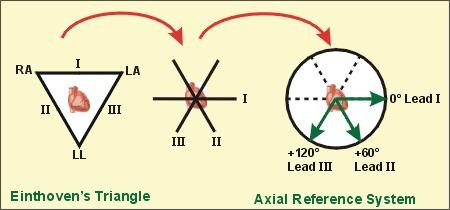 I
RA
LA
II
III
LL
Einthoven's Triangle
I
III
II
0° Lead I
+120°
Lead III
+60°
Lead II
Axial Reference System